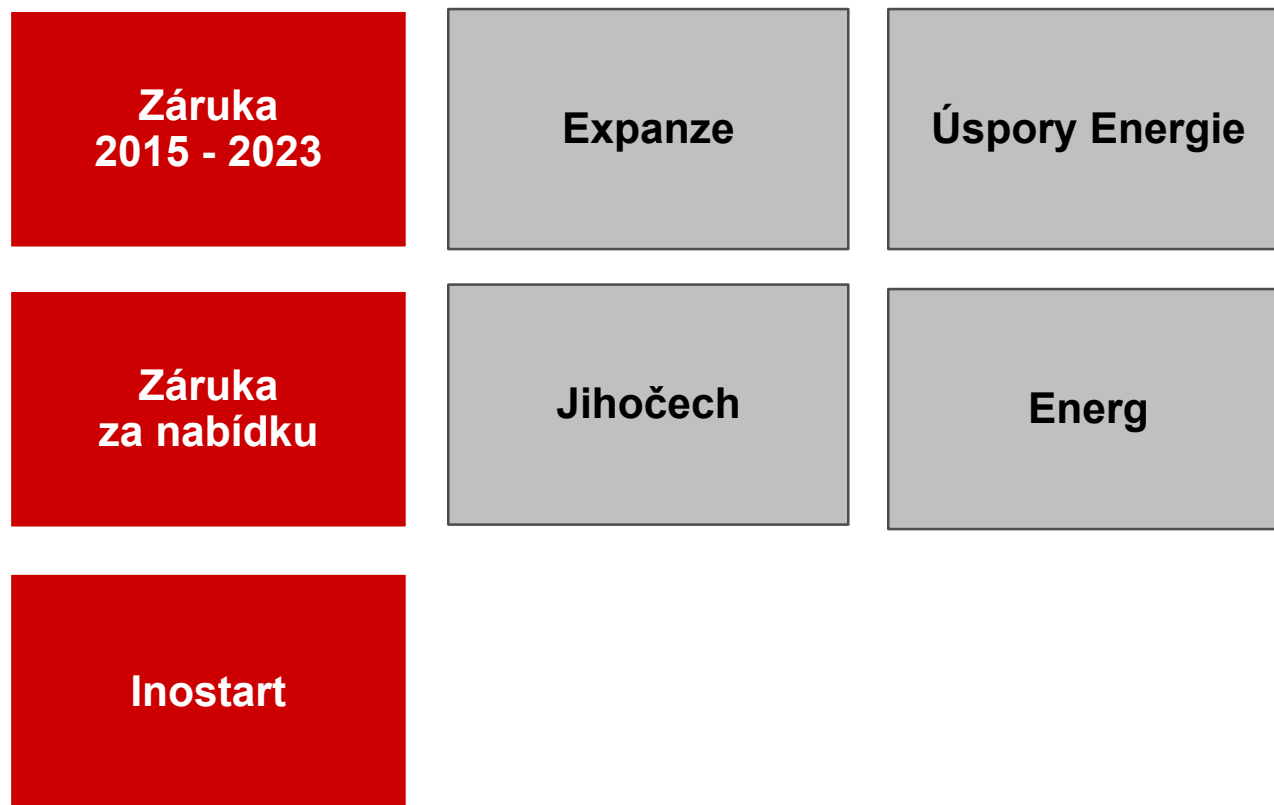 Záruka
2015 - 2023
Expanze
Úspory Energie
Záruka
za nabídku
Jihočech
Energ
Inostart